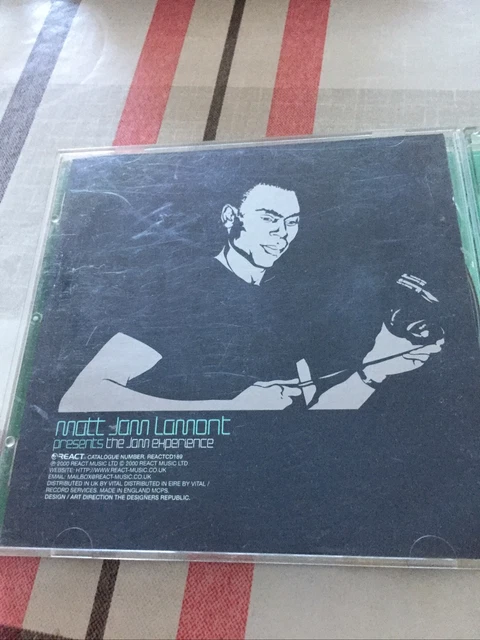 matt Jam Lamont
presents the Jam experience
REACT. CATALOGUE NUMBER. REACTCD189
℗ 2000 REACT MUSIC LTD © 2000 REACT MUSIC LTD
WEBSITE: HTTP://WWW.REACT-MUSIC.CO.UK
EMAIL: MAILBOX@REACT-MUSIC.CO.UK
DISTRIBUTED IN UK BY VITAL / DISTRIBUTED IN EIRE BY VITAL /
RECORD SERVICES. MADE IN ENGLAND MCPS.
DESIGN / ART DIRECTION THE DESIGNERS REPUBLIC.